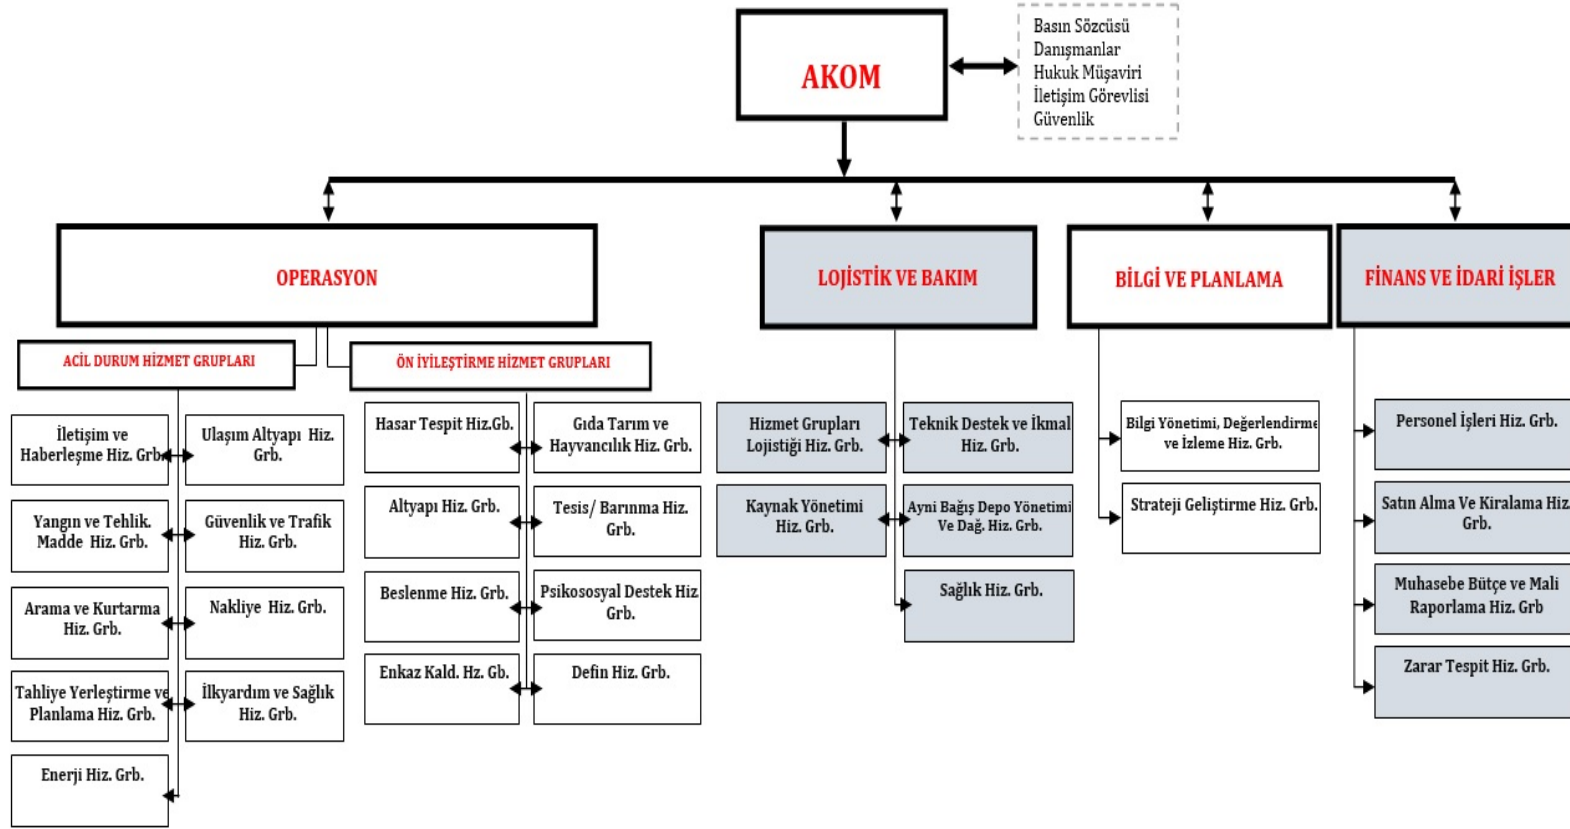 AKOM
Basın Sözcüsü
Danışmanlar
Hukuk Müşaviri
İletişim Görevlisi
Güvenlik
OPERASYON
LOJİSTİK VE BAKIM
BİLGİ VE PLANLAMA
FİNANS VE İDARİ İŞLER
ACİL DURUM HİZMET GRUPLARI
ÖN İYİLEŞTİRME HİZMET GRUPLARI
İletişim ve
Haberleşme Hiz. Grb.
Ulaşım Altyapı Hiz.
Grb.
Yangın ve Tehlik.
Madde Hiz. Grb.
Güvenlik ve Trafik
Hiz. Grb.
Arama ve Kurtarma
Hiz. Grb.
Nakliye Hiz. Grb.
Tahliye Yerleştirme ve
Planlama Hiz. Grb.
İlkyardım ve Sağlık
Hiz. Grb.
Enerji Hiz. Grb.
Hasar Tespit Hiz.Gb.
Gıda Tarım ve
Hayvancılık Hiz. Grb.
Altyapı Hiz. Grb.
Tesis/ Barınma Hiz.
Grb.
Beslenme Hiz. Grb.
Psikososyal Destek Hiz.
Grb.
Enkaz Kald. Hz. Gb.
Defin Hiz. Grb.
Hizmet Grupları
Lojistiği Hiz. Grb.
Teknik Destek ve İkmal
Hiz. Grb.
Kaynak Yönetimi
Hiz. Grb.
Ayni Bağış Depo Yönetimi
Ve Dağ. Hiz. Grb.
Sağlık Hiz. Grb.
Bilgi Yönetimi, Değerlendirme
ve İzleme Hiz. Grb.
Strateji Geliştirme Hiz. Grb.
Personel İşleri Hiz. Grb.
Satın Alma Ve Kiralama Hiz.
Grb.
Muhasebe Bütçe ve Mali
Raporlama Hiz. Grb
Zarar Tespit Hiz. Grb.